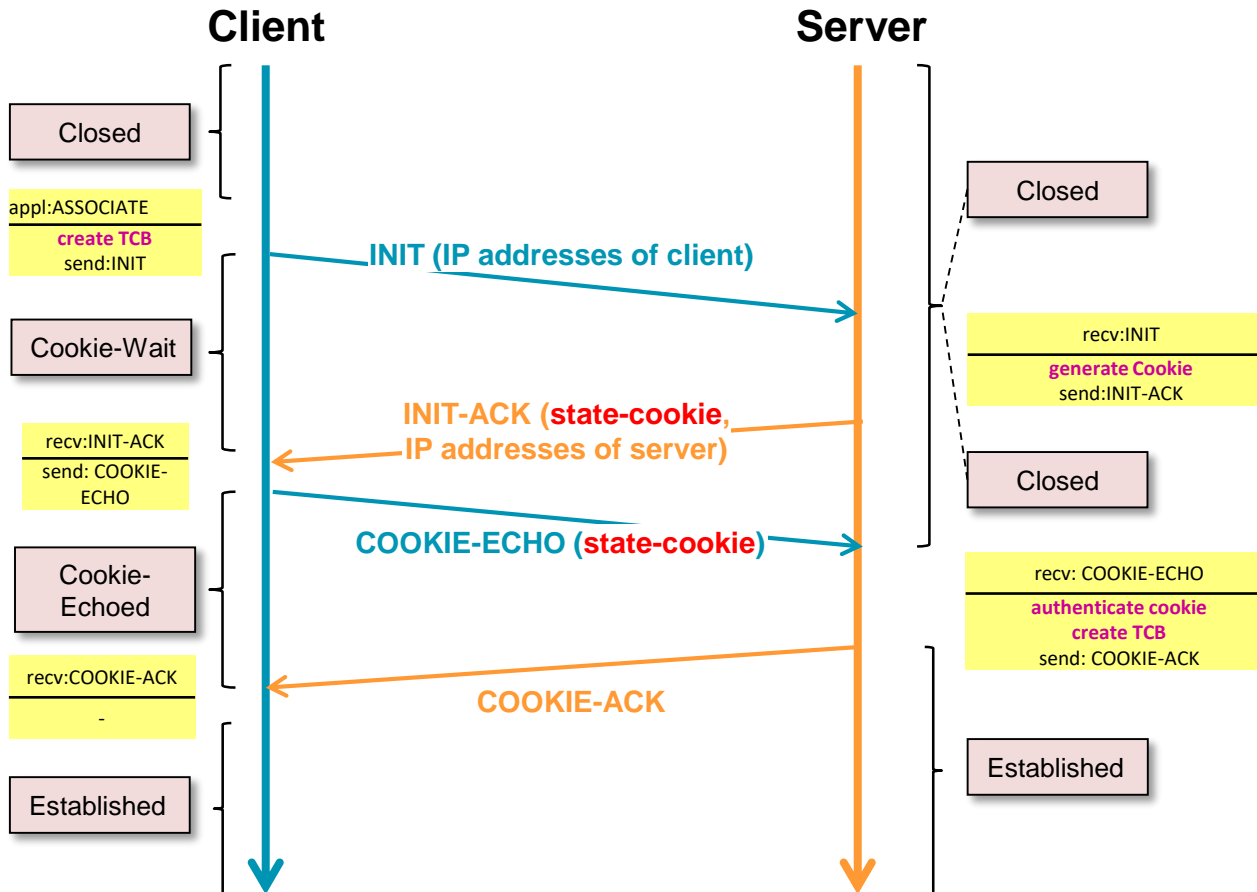 Client
Server
Closed
appl:ASSOCIATE
create TCB
send:INIT
Closed
INIT (IP addresses of client)
Cookie-Wait
recv:INIT
generate Cookie
send:INIT-ACK
INIT-ACK (state-cookie,
IP addresses of server)
recv:INIT-ACK
send: COOKIE-
ECHO
Closed
COOKIE-ECHO (state-cookie)
Cookie-
Echoed
recv: COOKIE-ECHO
authenticate cookie
create TCB
send: COOKIE-ACK
recv:COOKIE-ACK
-
COOKIE-ACK
Established
Established